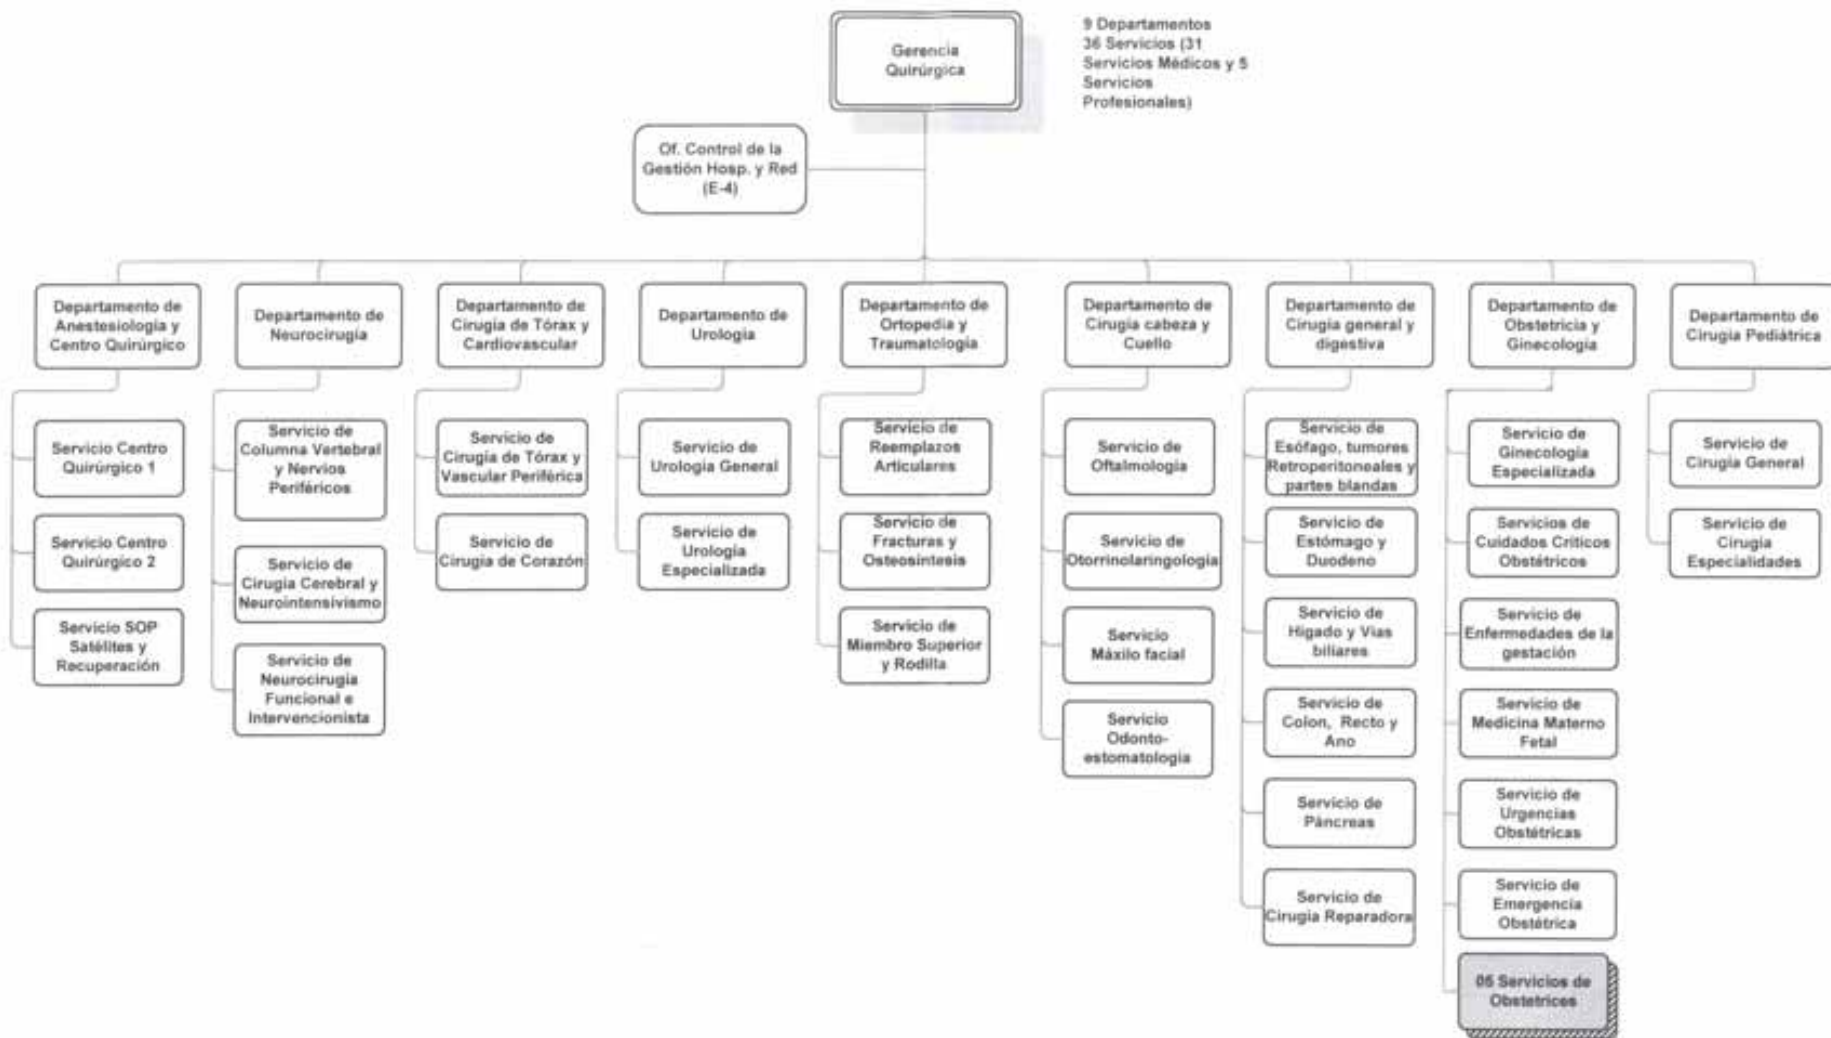 Gerencia
Quirúrgica
9 Departamentos
36 Servicios (31
Servicios Médicos y 5
Servicios
Profesionales)
Of. Control de la
Gestión Hosp. y Red
(E-4)
Departamento de
Anestesiología y
Centro Quirúrgico
Departamento de
Neurocirugía
Departamento de
Cirugía de Tórax y
Cardiovascular
Departamento de
Urología
Departamento de
Ortopedia y
Traumatología
Departamento de
Cirugía cabeza y
Cuello
Departamento de
Cirugía general y
digestiva
Departamento de
Obstetricia y
Ginecología
Departamento de
Cirugía Pediátrica
Servicio Centro
Quirúrgico 1
Servicio Centro
Quirúrgico 2
Servicio SOP
Satélites y
Recuperación
Servicio de
Columna Vertebral
y Nervios
Periféricos
Servicio de
Cirugía Cerebral y
Neurointensivismo
Servicio de
Neurocirugía
Funcional e
Intervencionista
Servicio de
Cirugía de Tórax y
Vascular Periférica
Servicio de
Cirugía de Corazón
Servicio de
Urología General
Servicio de
Urología
Especializada
Servicio de
Reemplazos
Articulares
Servicio de
Fracturas y
Osteosíntesis
Servicio de
Miembro Superior
y Rodilla
Servicio de
Oftalmología
Servicio de
Otorrinolaringología
Servicio
Máxilo facial
Servicio
Odonto-
estomatología
Servicio de
Esófago, tumores
Retroperitoneales y
partes blandas
Servicio de
Estómago y
Duodeno
Servicio de
Hígado y Vías
biliares
Servicio de
Colon, Recto y
Ano
Servicio de
Páncreas
Servicio de
Cirugía Reparadora
Servicio de
Ginecología
Especializada
Servicios de
Cuidados Críticos
Obstétricos
Servicio de
Enfermedades de la
gestación
Servicio de
Medicina Materno
Fetal
Servicio de
Urgencias
Obstétricas
Servicio de
Emergencia
Obstétrica
05 Servicios de
Obstetrices
Servicio de
Cirugía General
Servicio de
Cirugía
Especialidades